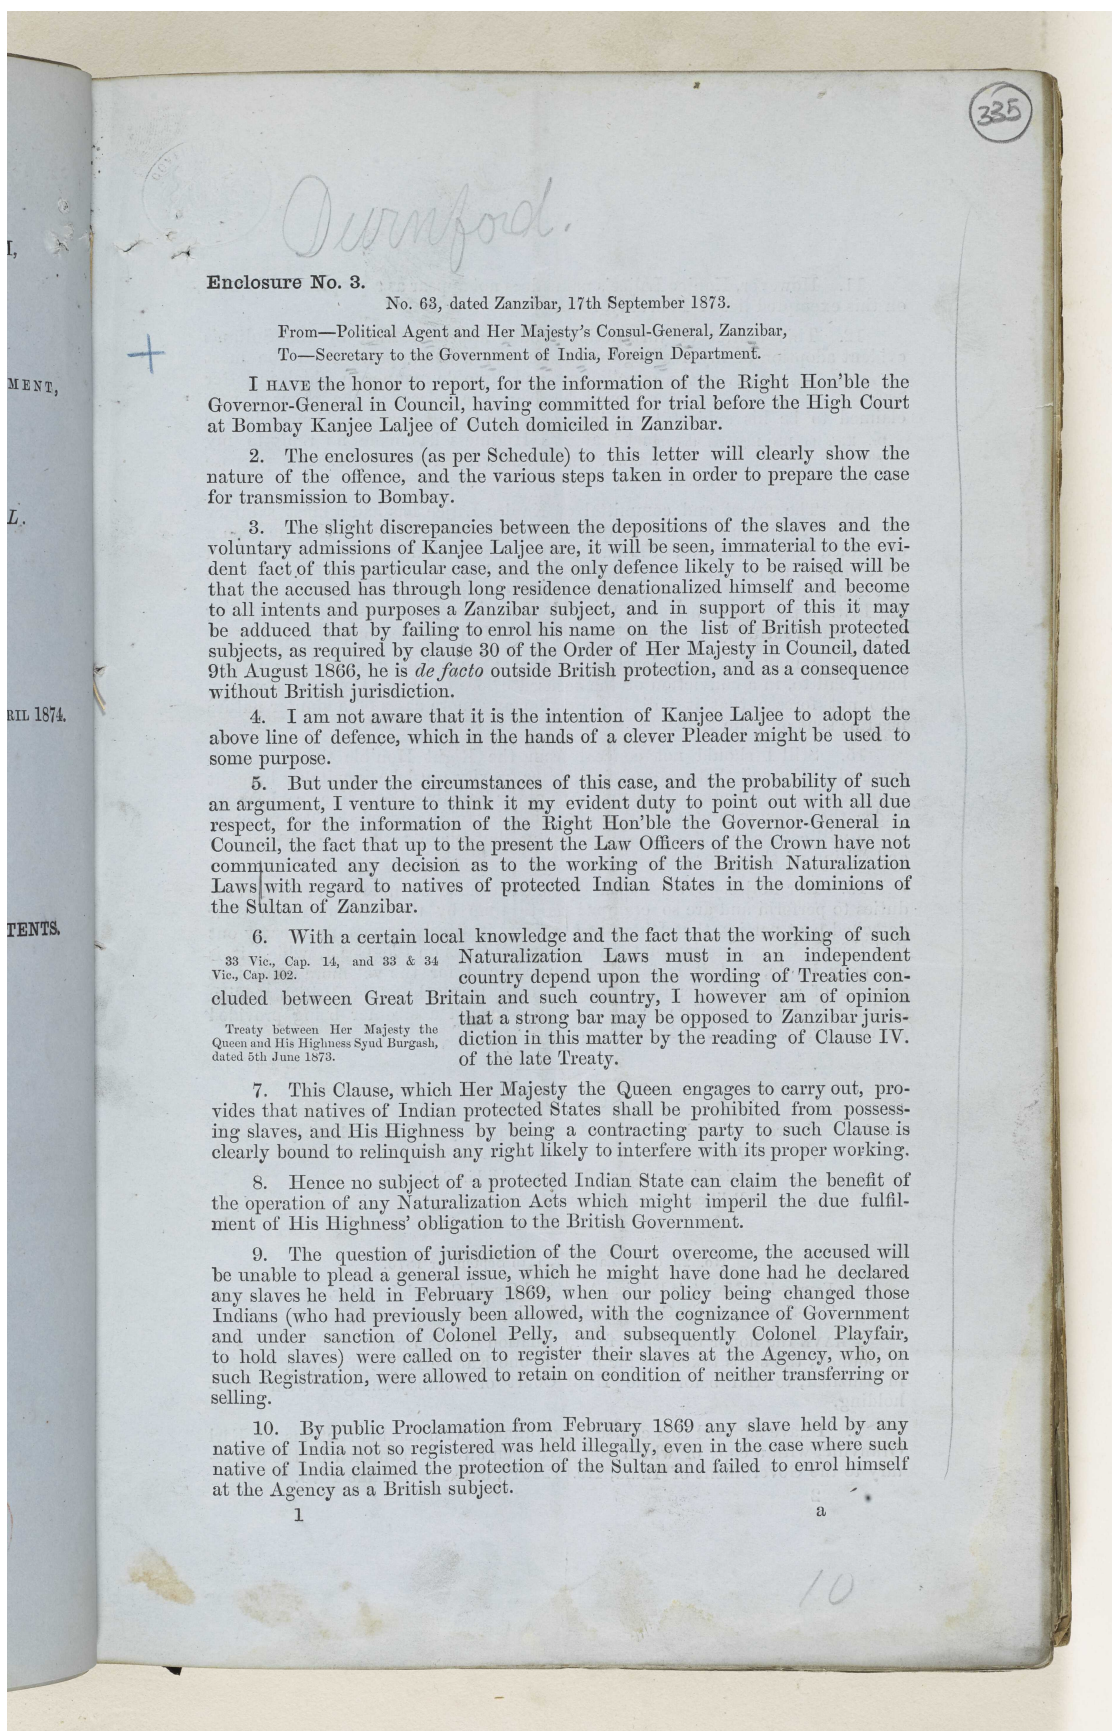 335
Durnford.
Enclosure No. 3.
No. 63, dated Zanzibar, 17th September 1873.
From—Political Agent and Her Majesty's Consul-General, Zanzibar,
To—Secretary to the Government of India, Foreign Department.
I HAVE the honor to report, for the information of the Right Hon'ble the
Governor-General in Council, having committed for trial before the High Court
at Bombay Kanjee Laljee of Cutch domiciled in Zanzibar.
2. The enclosures (as per Schedule) to this letter will clearly show the
nature of the offence, and the various steps taken in order to prepare the case
for transmission to Bombay.
3. The slight discrepancies between the depositions of the slaves and the
voluntary admissions of Kanjee Laljee are, it will be seen, immaterial to the evi-
dent fact of this particular case, and the only defence likely to be raised will be
that the accused has through long residence denationalized himself and become
to all intents and purposes a Zanzibar subject, and in support of this it may
be adduced that by failing to enrol his name on the list of British protected
subjects, as required by clause 30 of the Order of Her Majesty in Council, dated
9th August 1866, he is de facto outside British protection, and as a consequence
without British jurisdiction.
4. I am not aware that it is the intention of Kanjee Laljee to adopt the
above line of defence, which in the hands of a clever Pleader might be used to
some purpose.
5. But under the circumstances of this case, and the probability of such
an argument, I venture to think it my evident duty to point out with all due
respect, for the information of the Right Hon'ble the Governor-General in
Council, the fact that up to the present the Law Officers of the Crown have not
communicated any decision as to the working of the British Naturalization
Laws with regard to natives of protected Indian States in the dominions of
the Sultan of Zanzibar.
6. With a certain local knowledge and the fact that the working of such
33 Vic., Cap. 14, and 33 & 34
Vic., Cap. 102.
Naturalization Laws must in an independent
country depend upon the wording of Treaties con-
cluded between Great Britain and such country, I however am of opinion
Treaty between Her Majesty the
Queen and His Highness Syud Burgash,
dated 5th June 1873.
that a strong bar may be opposed to Zanzibar juris-
diction in this matter by the reading of Clause IV.
of the late Treaty.
7. This Clause, which Her Majesty the Queen engages to carry out, pro-
vides that natives of Indian protected States shall be prohibited from possess-
ing slaves, and His Highness by being a contracting party to such Clause is
clearly bound to relinquish any right likely to interfere with its proper working.
8. Hence no subject of a protected Indian State can claim the benefit of
the operation of any Naturalization Acts which might imperil the due fulfil-
ment of His Highness' obligation to the British Government.
9. The question of jurisdiction of the Court overcome, the accused will
be unable to plead a general issue, which he might have done had he declared
any slaves he held in February 1869, when our policy being changed those
Indians (who had previously been allowed, with the cognizance of Government
and under sanction of Colonel Pelly, and subsequently Colonel Playfair,
to hold slaves) were called on to register their slaves at the Agency, who, on
such Registration, were allowed to retain on condition of neither transferring or
selling.
10. By public Proclamation from February 1869 any slave held by any
native of India not so registered was held illegally, even in the case where such
native of India claimed the protection of the Sultan and failed to enrol himself
at the Agency as a British subject.
1 a
10
I,
MENT,
L.
RIL 1874.
TENTS.